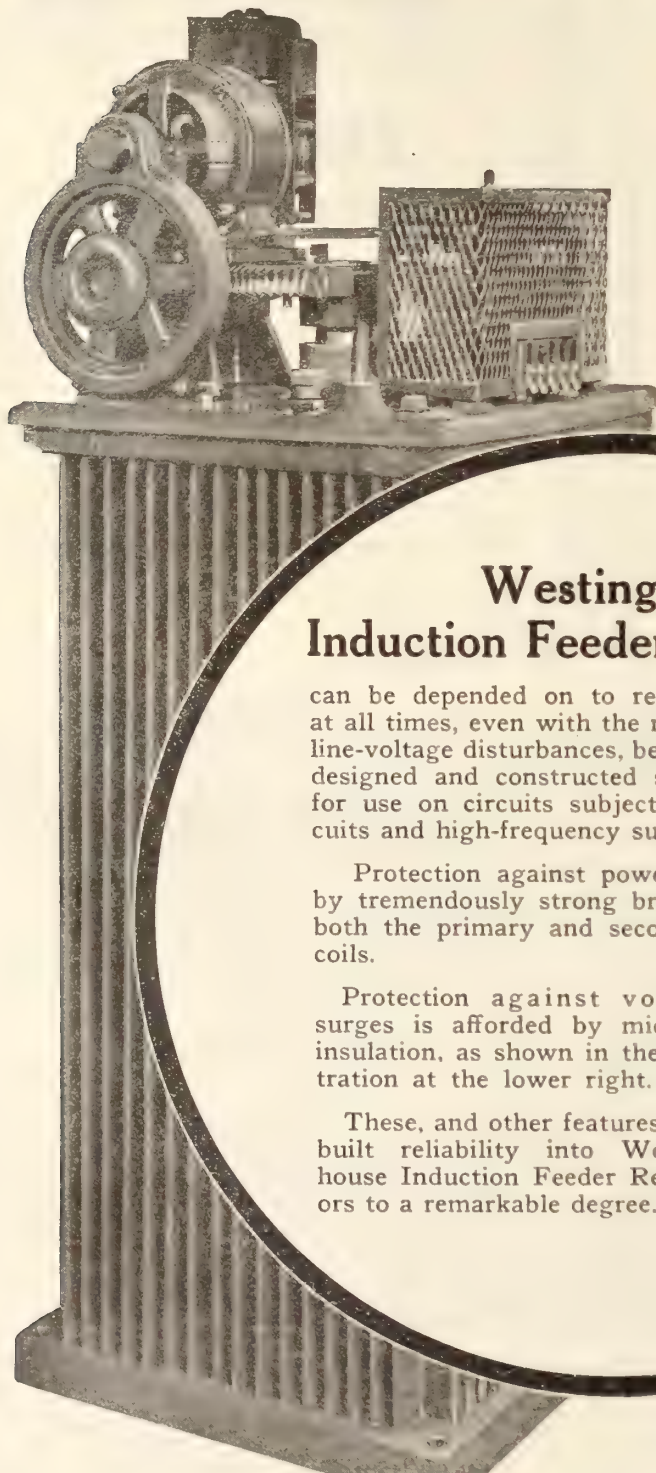 Westing
Induction Feeder
can be depended on to re
at all times, even with the
line-voltage disturbances, be
designed and constructed
for use on circuits subject
cuits and high-frequency su
Protection against powe
by tremendously strong br
both the primary and seco
coils.
Protection against vo
surges is afforded by mi
insulation, as shown in the
tration at the lower right.
These, and other features
built reliability into We
house Induction Feeder Re
ors to a remarkable degree.